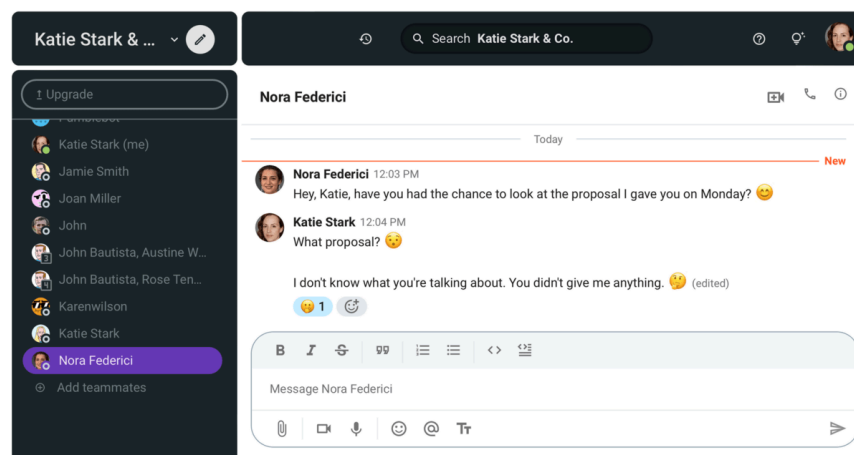 Katie Stark & ...
Search Katie Stark & Co.
Upgrade
Pumblebot
Katie Stark (me)
Jamie Smith
Joan Miller
John
John Bautista, Austine W...
3
John Bautista, Rose Ten...
4
Karenwilson
Katie Stark
Nora Federici
Add teammates
Nora Federici
Today
New
Nora Federici 12:03 PM
Hey, Katie, have you had the chance to look at the proposal I gave you on Monday? 😊
Katie Stark 12:04 PM
What proposal? 😴
I don't know what you're talking about. You didn't give me anything. 🤔 (edited)
1
B I S
Message Nora Federici
Tт